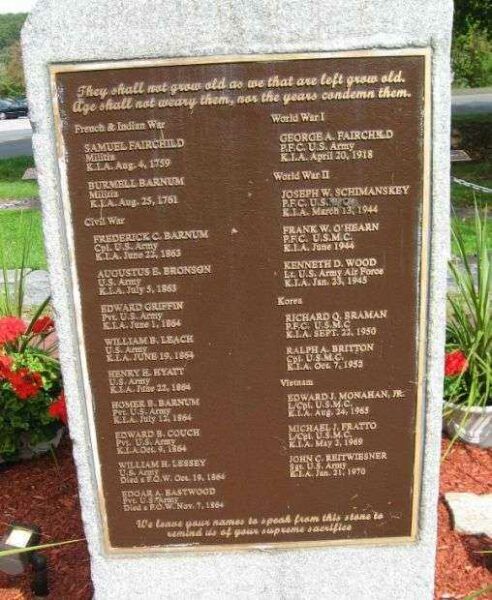 They shall not grow old as we that are left grow old.
Age shall not weary them, nor the years condemn them.
French & Indian War
SAMUEL FAIRCHILD
Militia
K.I.A. Aug. 4, 1759
BURMELL BARNUM
Militia
K.I.A. Aug. 25, 1761
Civil War
FREDERICK C. BARNUM
Cpl. U.S. Army
K.I.A. June 22, 1863
AUGUSTUS E. BRONSON
U.S. Army
K.I.A. July 3, 1863
EDWARD GRIFFIN
Pvt. U.S. Army
K.I.A. June 1, 1864
WILLIAM B. LEACH
U.S. Army
K.I.A. JUNE 19, 1864
HENRY H. HYATT
U.S. Army
K.I.A. June 22, 1864
HOMER B. BARNUM
Pvt. U.S. Army
K.I.A. July 12, 1864
EDWARD B. COUCH
Pvt. U.S. Army
K.I.A. Oct. 9, 1864
WILLIAM H. LESSEY
U.S. Army
Died a P.O.W. Oct. 19, 1864
EDGAR A. EASTWOOD
Pvt. U.S. Army
Died a P.O.W. Nov. 7, 1864
World War I
GEORGE A. FAIRCHILD
P.F.C. U.S. Army
K.I.A. April 20, 1918
World War II
JOSEPH W. SCHIMANSKEY
P.F.C. U.S.
K.I.A. March 13, 1944
FRANK W. O'HEARN
P.F.C. U.S.M.C.
K.I.A. June 1944
KENNETH D. WOOD
Lt. U.S. Army Air Force
K.I.A. Jan. 23, 1945
Korea
RICHARD Q. BRAMAN
P.F.C. U.S.M.C.
K.I.A. SEPT. 22, 1950
RALPH A. BRITTON
Cpl. U.S.M.C.
K.I.A. Oct. 7, 1952
Vietnam
EDWARD J. MONAHAN, JR.
L/Cpl. U.S.M.C.
K.I.A. Aug. 24, 1965
MICHAEL J. FRATTO
L/Cpl. U.S.M.C.
K.I.A. May 2, 1969
JOHN C. REITWIESNER
Sgt. U.S. Army
K.I.A. Jan. 21, 1970
We leave your names to speak from this stone to
remind us of your supreme sacrifice